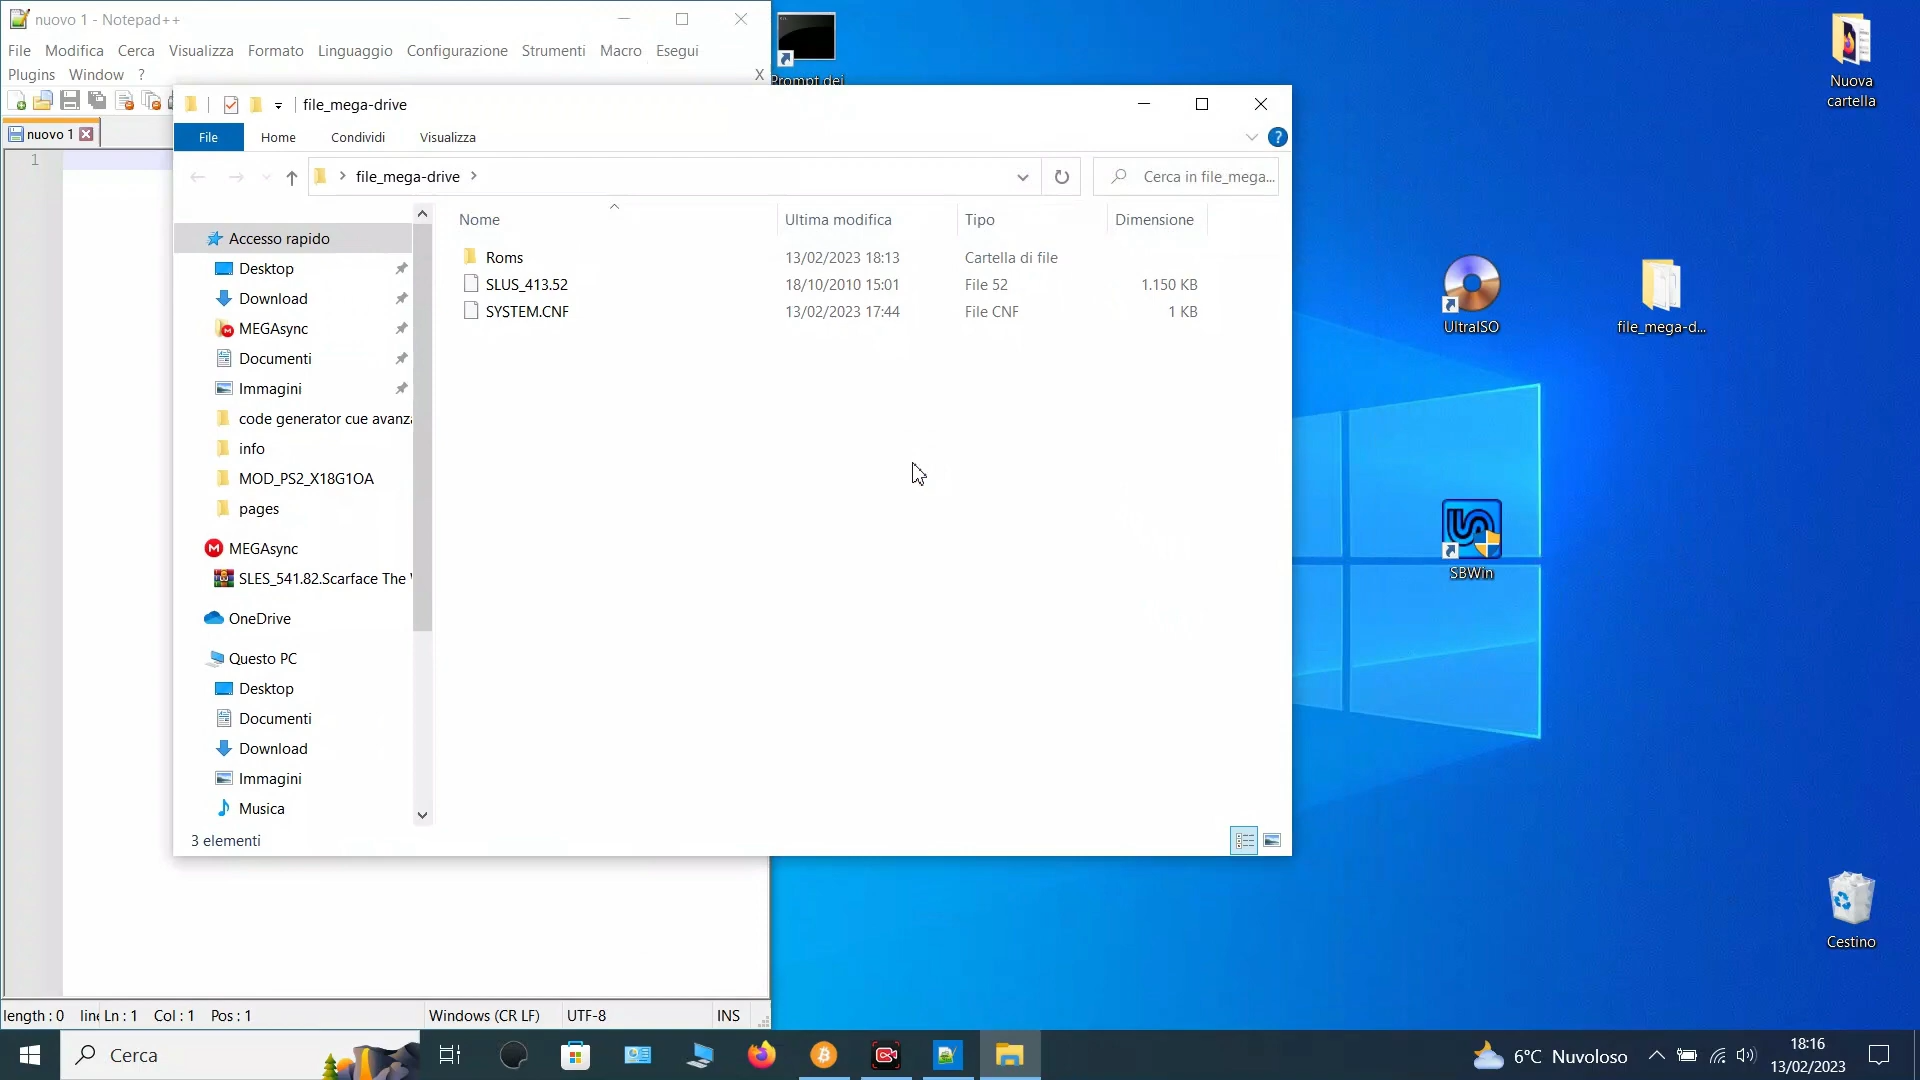 nuovo 1 - Notepad++
File Modifica Cerca Visualizza Formato Linguaggio Configurazione Strumenti Macro Esegui
Plugins Window ? X
nuovo 1
1
file_mega-drive
File Home Condividi Visualizza
file_mega-drive
Cerca in file_mega...
Nome Ultima modifica Tipo Dimensione
Roms 13/02/2023 18:13 Cartella di file
SLUS_413.52 18/10/2010 15:01 File 52 1.150 KB
SYSTEM.CNF 13/02/2023 17:44 File CNF 1 KB
Accesso rapido
Desktop
Download
MEGAsync
Documenti
Immagini
code generator cue avanza
info
MOD_PS2_X18G1OA
pages
MEGAsync
SLES_541.82.Scarface The
OneDrive
Questo PC
Desktop
Documenti
Download
Immagini
Musica
3 elementi
length : 0 line Ln : 1 Col : 1 Pos : 1 Windows (CR LF) UTF-8 INS
Prompt dei
Nuova
cartella
UltraISO
file_mega-d...
SBWin
Cestino
Cerca
6°C Nuvoloso
18:16
13/02/2023